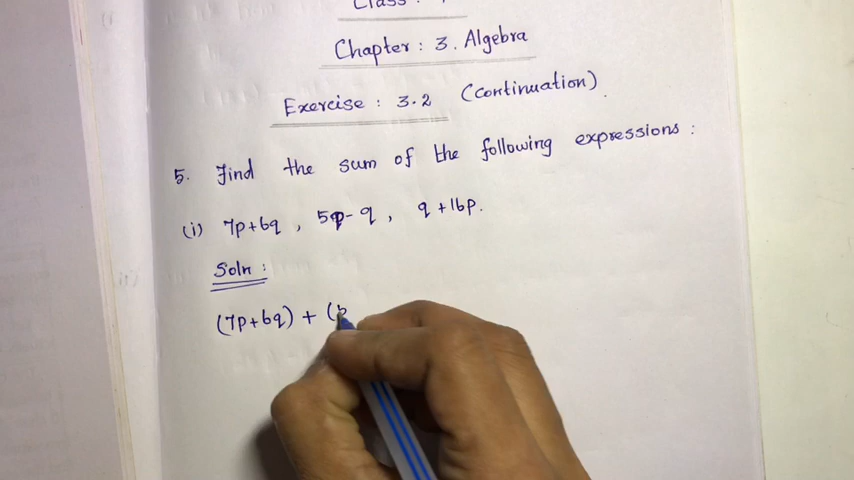 Chapter : 3. Algebra
Exercise : 3.2 (Continuation)
5. Find the sum of the following expressions :
(i) 7p+6q , 5p-q , q+16p.
Soln :
(7p+6q) + (